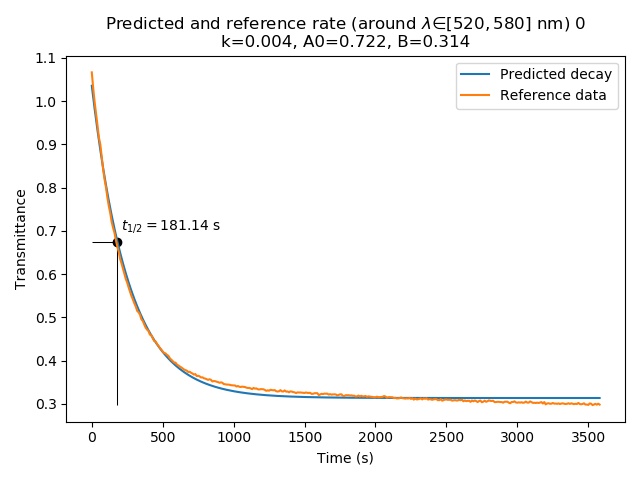 Predicted and reference rate (around λ∈[520, 580] nm) 0
k=0.004, A0=0.722, B=0.314
1.1
1.0
0.9
0.8
0.7
0.6
0.5
0.4
0.3
Transmittance
Predicted decay
Reference data
t1/2 = 181.14 s
0
500
1000
1500
2000
2500
3000
3500
Time (s)